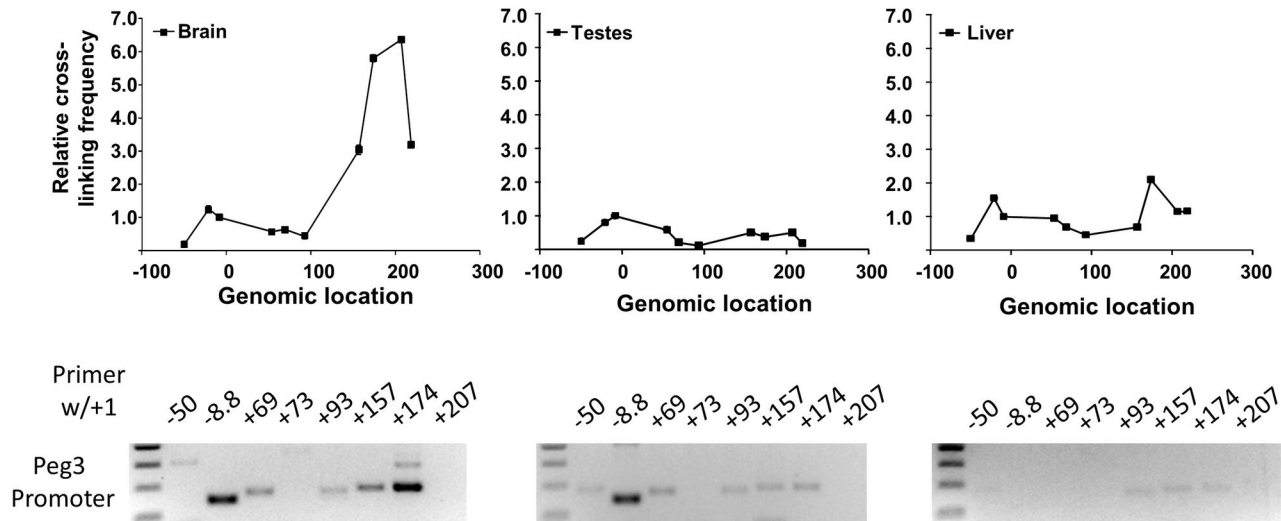 Relative cross-
linking frequency
7.0
6.0
5.0
4.0
3.0
2.0
1.0
Brain
-100 0 100 200 300
Genomic location
7.0
6.0
5.0
4.0
3.0
2.0
1.0
Testes
-100 0 100 200 300
Genomic location
7.0
6.0
5.0
4.0
3.0
2.0
1.0
Liver
-100 0 100 200 300
Genomic location
Primer
w/+1
-50 -8.8 +69 +73 +93 +157 +174 +207
-50 -8.8 +69 +73 +93 +157 +174 +207
-50 -8.8 +69 +73 +93 +157 +174 +207
Peg3
Promoter